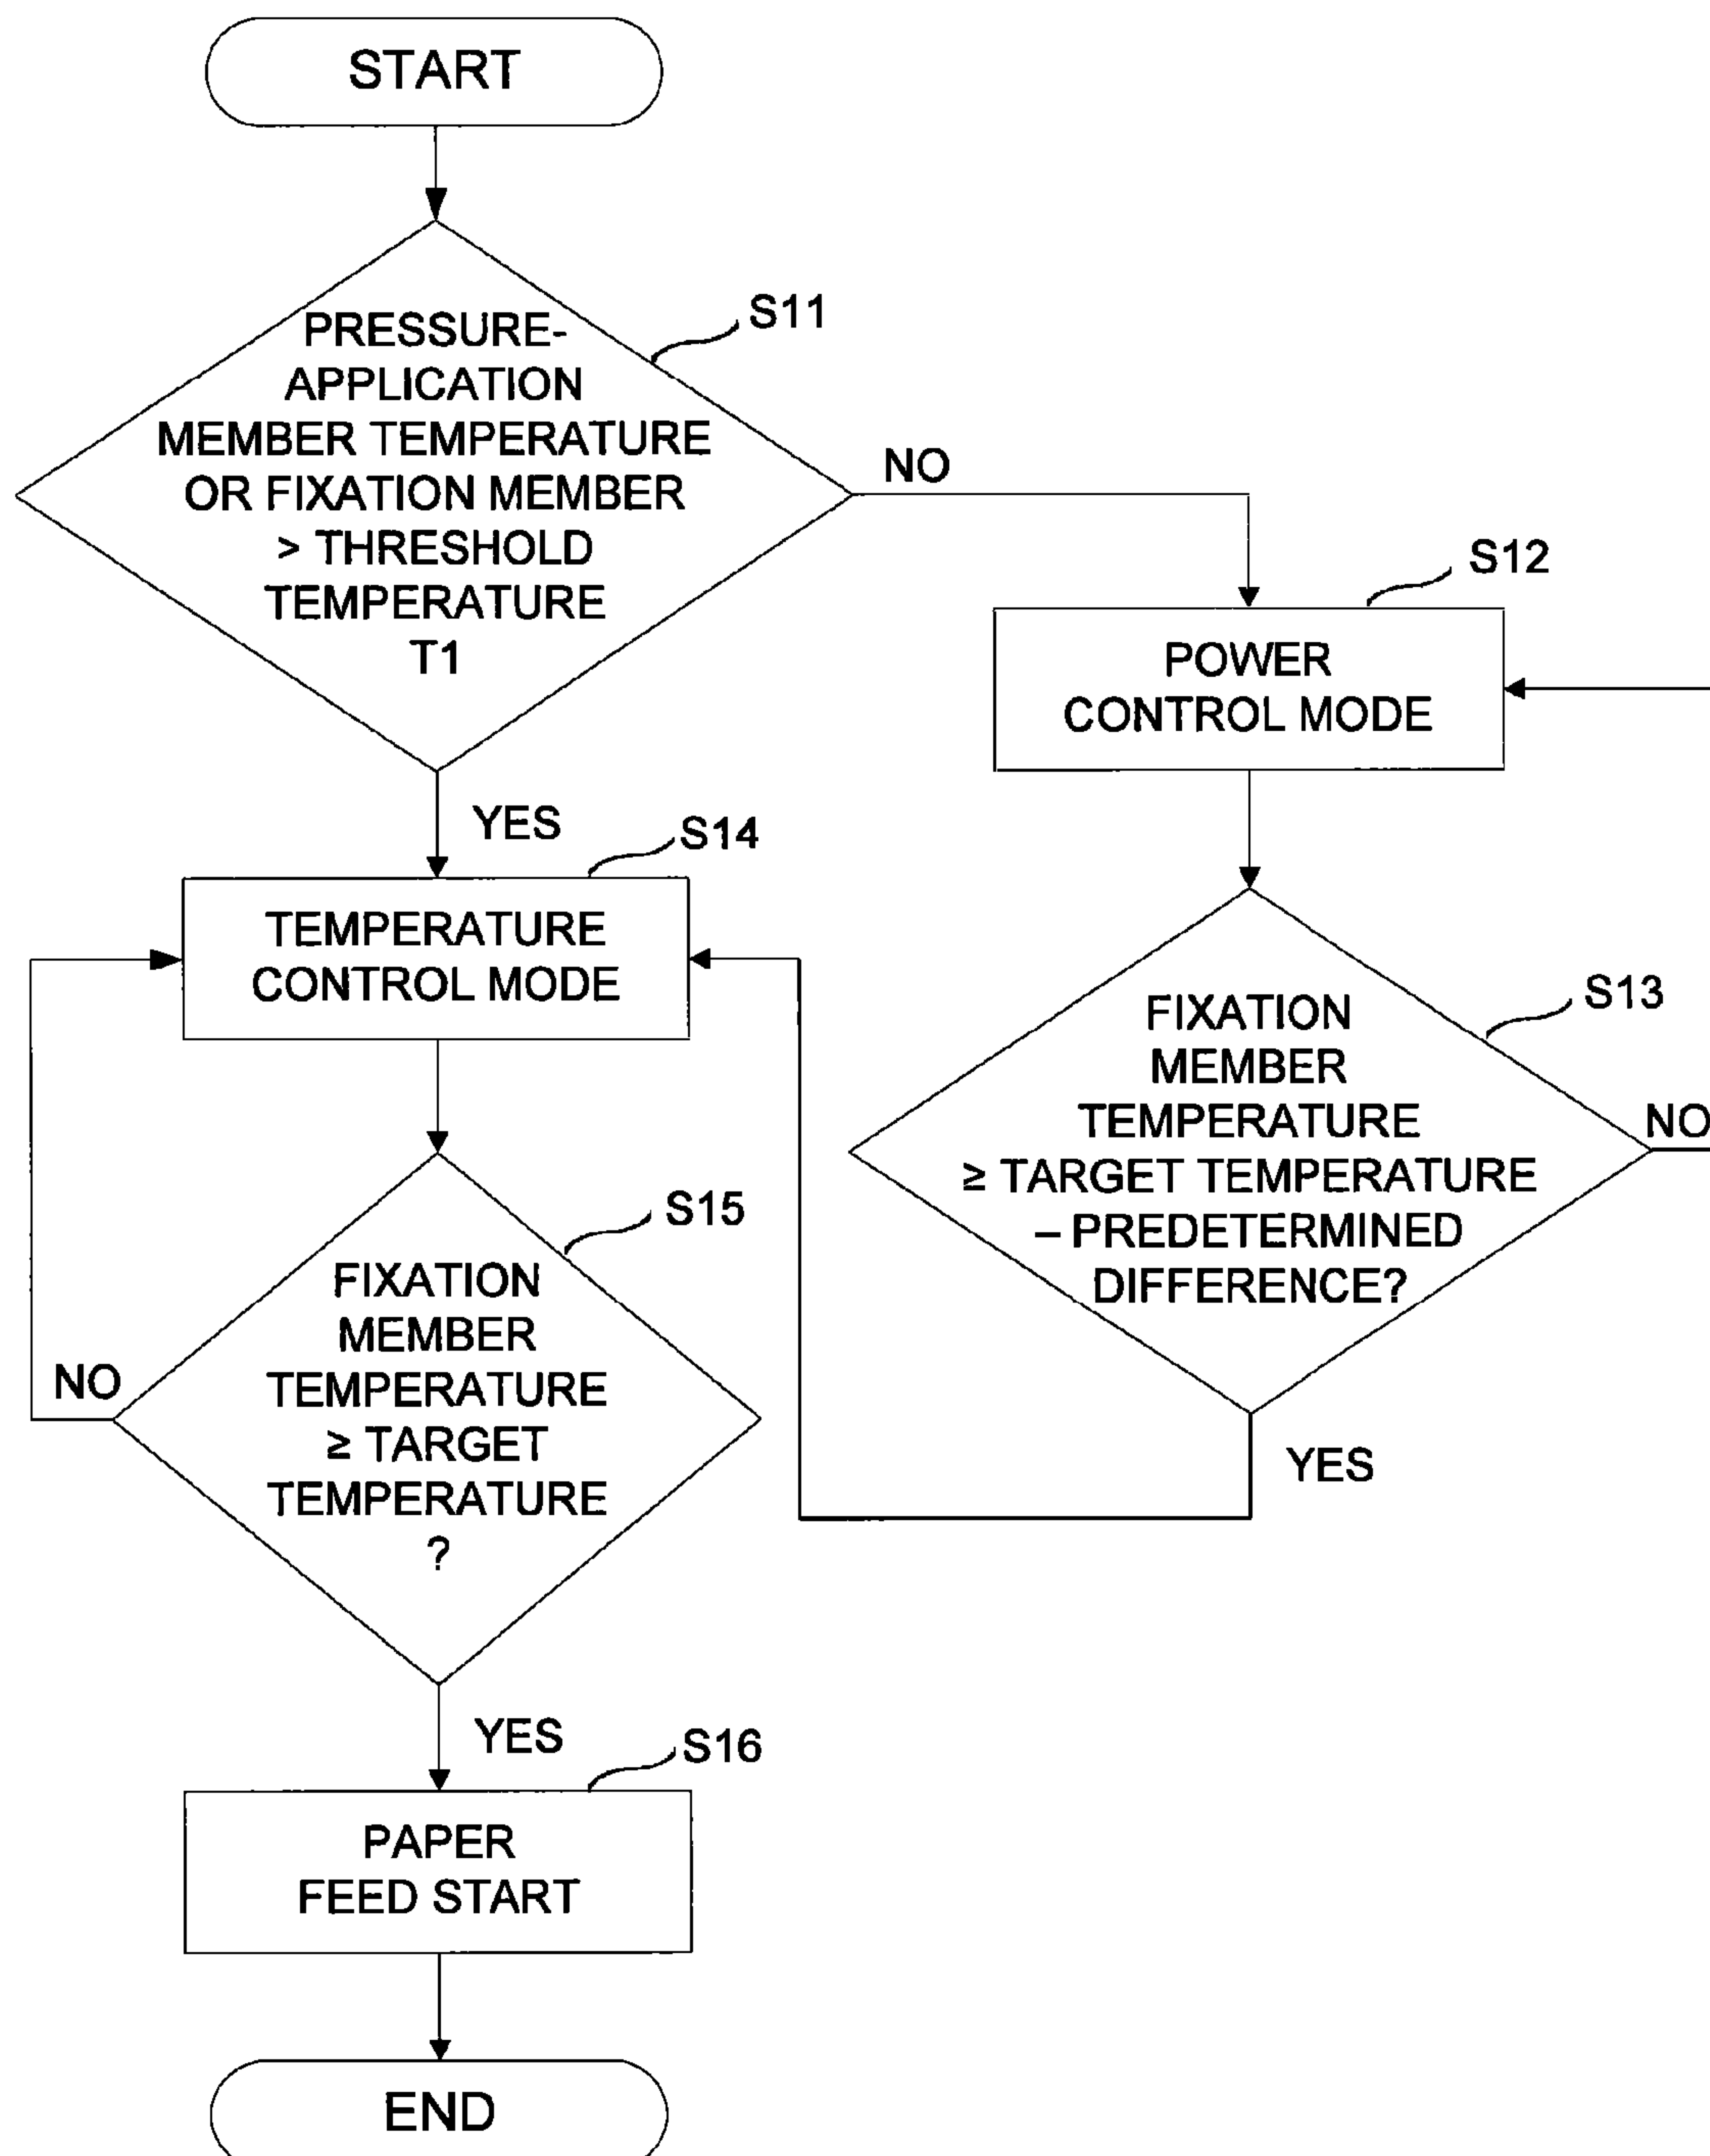 START
S11
PRESSURE-
APPLICATION
MEMBER TEMPERATURE
OR FIXATION MEMBER
> THRESHOLD
TEMPERATURE
T1
NO
YES
S12
POWER
CONTROL MODE
S13
FIXATION
MEMBER
TEMPERATURE
≥ TARGET TEMPERATURE
– PREDETERMINED
DIFFERENCE?
NO
YES
S14
TEMPERATURE
CONTROL MODE
S15
FIXATION
MEMBER
TEMPERATURE
≥ TARGET
TEMPERATURE
?
NO
YES
S16
PAPER
FEED START
END